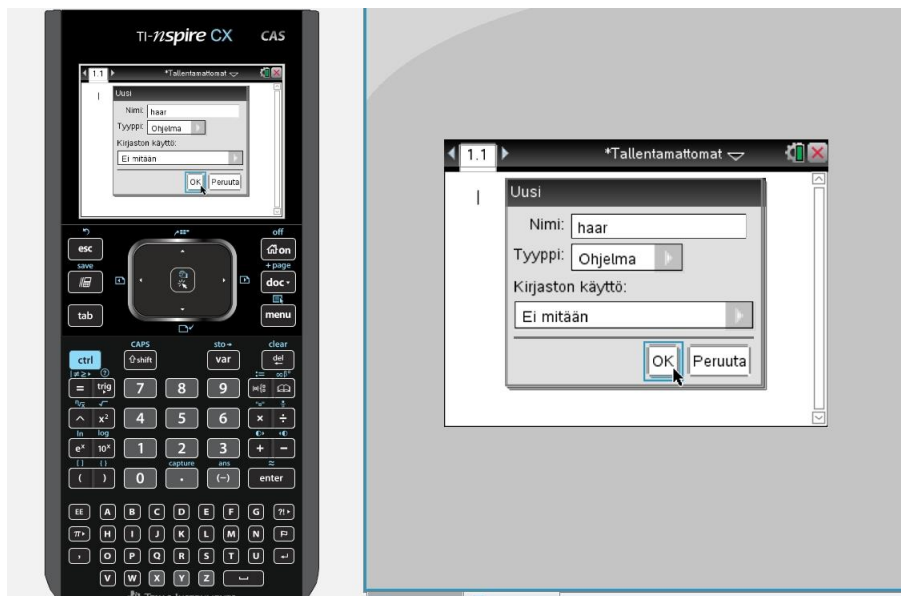 TI-nspire CX CAS
1.1 *Tallentamattomat
Uusi
Nimi: haar
Tyyppi: Ohjelma
Kirjaston käyttö:
Ei mitään
OK Peruuta
off
esc on
save +page
doc
tab menu
CAPS sto→ clear
ctrl shift var del
= trig 7 8 9
^ x² 4 5 6 × ÷
ln log
eˣ 10ˣ 1 2 3 + −
[ ] { } capture ans ≈
( ) 0 . (−) enter
EE A B C D E F G ?!▸
π▸ H I J K L M N
, O P Q R S T U ↵
V W X Y Z
1.1 *Tallentamattomat
Uusi
Nimi: haar
Tyyppi: Ohjelma
Kirjaston käyttö:
Ei mitään
OK Peruuta